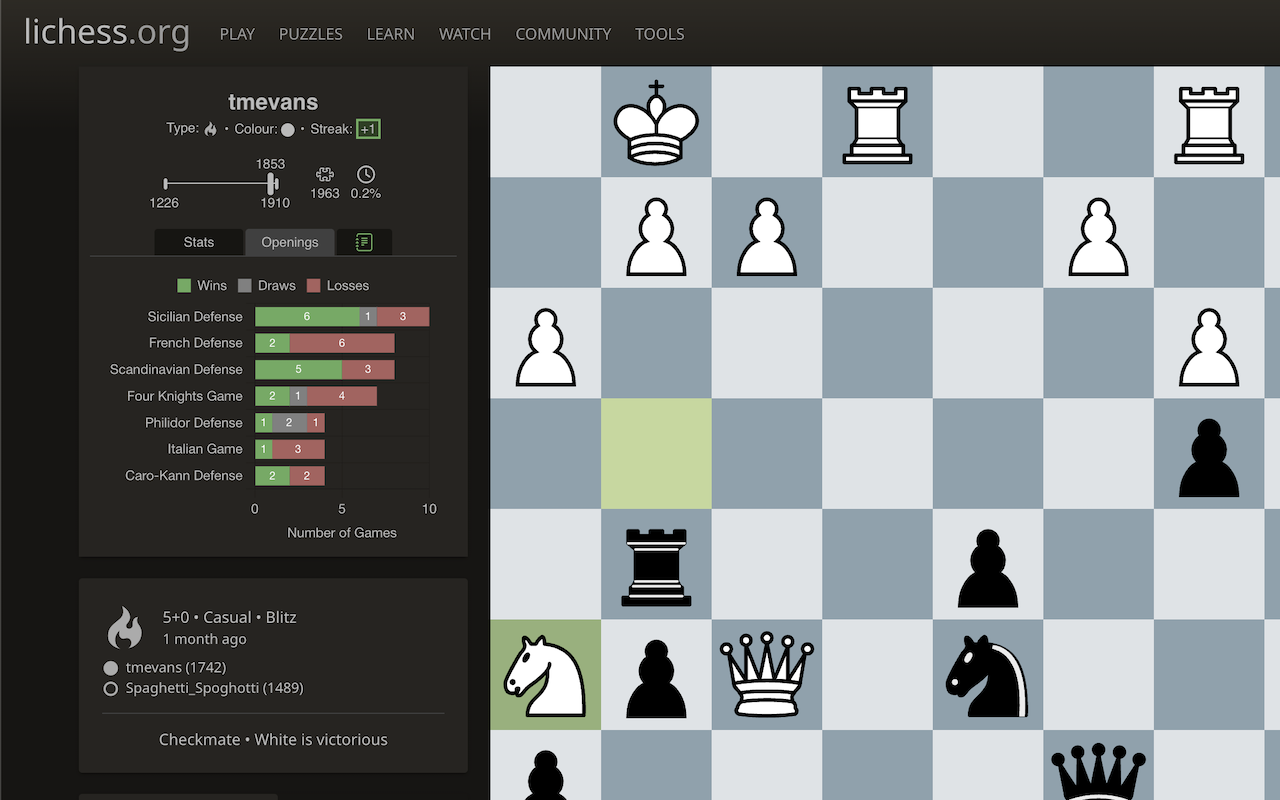 lichess.org PLAY PUZZLES LEARN WATCH COMMUNITY TOOLS
tmevans
Type: • Colour: • Streak: +1
1853
1226 1910 1963 0.2%
Stats Openings
Wins Draws Losses
Sicilian Defense 6 1 3
French Defense 2 6
Scandinavian Defense 5 3
Four Knights Game 2 1 4
Philidor Defense 1 2 1
Italian Game 1 3
Caro-Kann Defense 2 2
0 5 10
Number of Games
5+0 • Casual • Blitz
1 month ago
tmevans (1742)
Spaghetti_Spoghotti (1489)
Checkmate • White is victorious